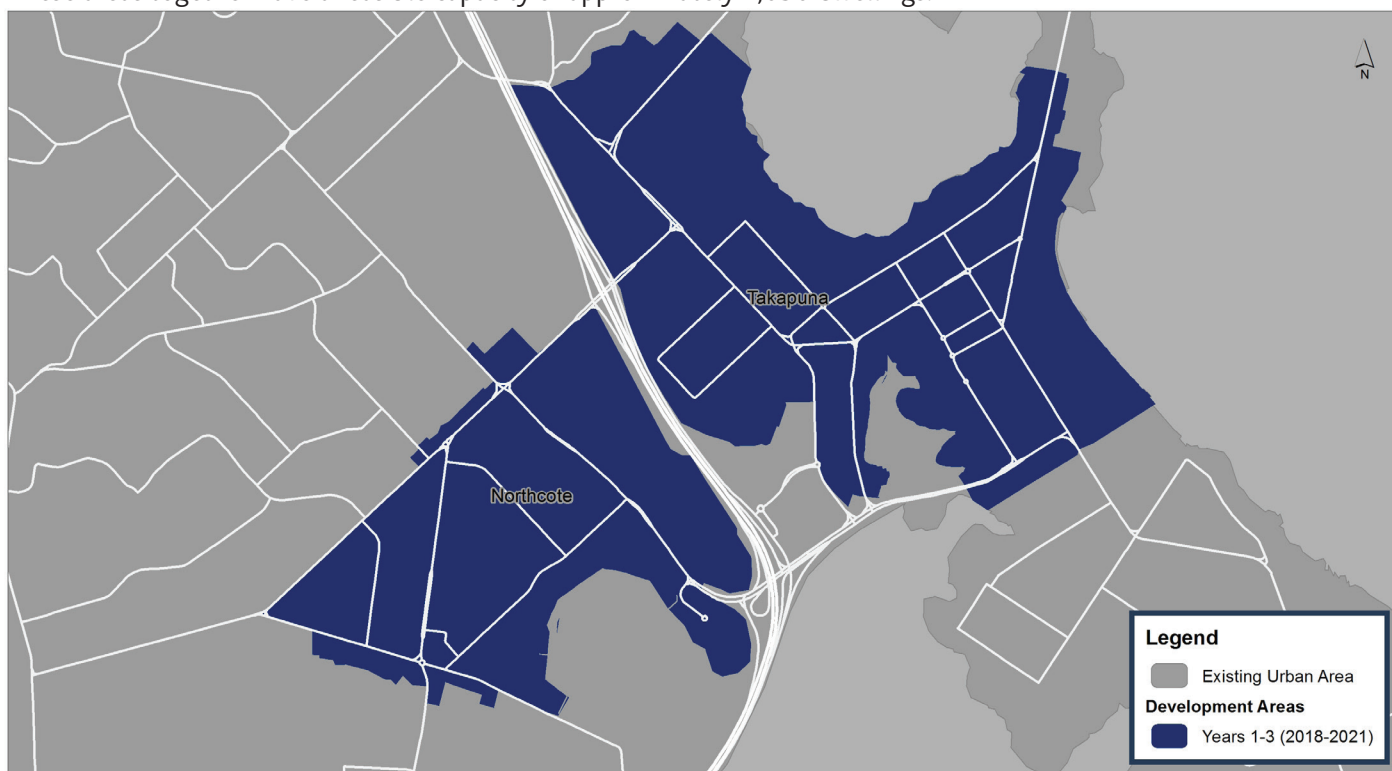 N
Takapuna
Northcote
Legend
Existing Urban Area
Development Areas
Years 1-3 (2018-2021)